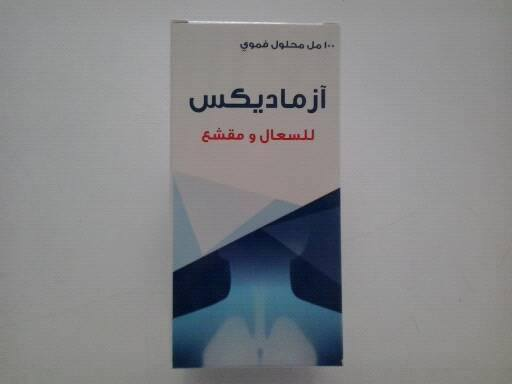 ١٠٠ مل محلول فموي
آزماديكس
للسعال و مقشع